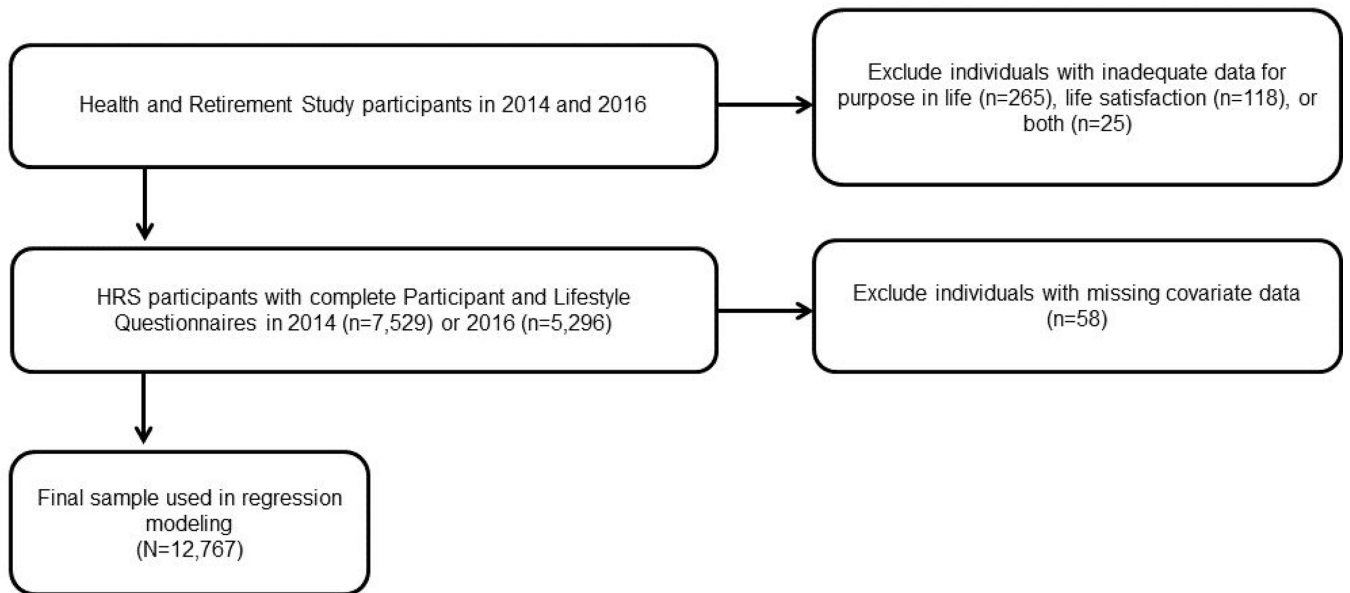 Health and Retirement Study participants in 2014 and 2016
Exclude individuals with inadequate data for
purpose in life (n=265), life satisfaction (n=118), or
both (n=25)
HRS participants with complete Participant and Lifestyle
Questionnaires in 2014 (n=7,529) or 2016 (n=5,296)
Exclude individuals with missing covariate data
(n=58)
Final sample used in regression
modeling
(N=12,767)